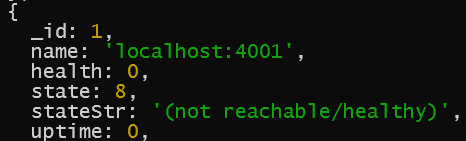 {
_id: 1,
name: 'localhost:4001',
health: 0,
state: 8,
stateStr: '(not reachable/healthy)',
uptime: 0,